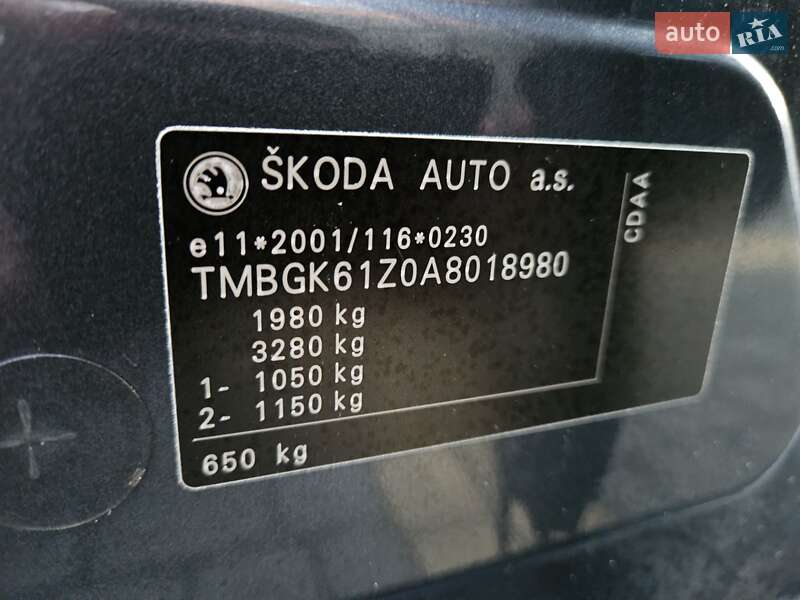 auto RIA .com
ŠKODA AUTO a.s.
CDAA
e11*2001/116*0230
TMBGK61Z0A8018980
1980 kg
3280 kg
1- 1050 kg
2- 1150 kg
650 kg